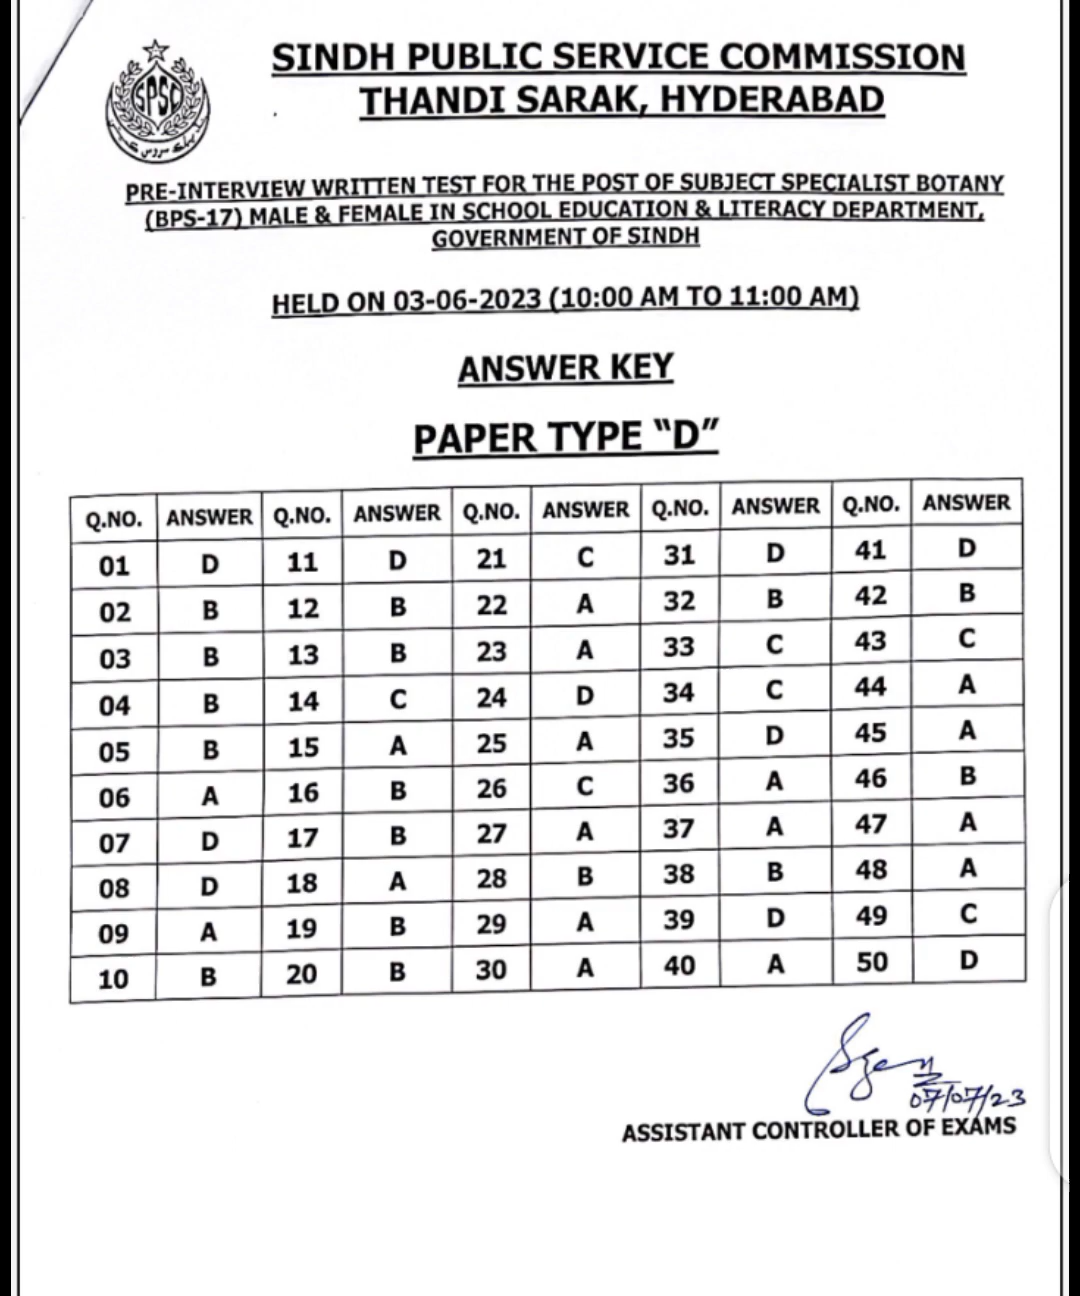 SPSC
SINDH PUBLIC SERVICE COMMISSION
THANDI SARAK, HYDERABAD
PRE-INTERVIEW WRITTEN TEST FOR THE POST OF SUBJECT SPECIALIST BOTANY
(BPS-17) MALE & FEMALE IN SCHOOL EDUCATION & LITERACY DEPARTMENT,
GOVERNMENT OF SINDH
HELD ON 03-06-2023 (10:00 AM TO 11:00 AM)
ANSWER KEY
PAPER TYPE “D”
Q.NO. ANSWER Q.NO. ANSWER Q.NO. ANSWER Q.NO. ANSWER Q.NO. ANSWER
01 D 11 D 21 C 31 D 41 D
02 B 12 B 22 A 32 B 42 B
03 B 13 B 23 A 33 C 43 C
04 B 14 C 24 D 34 C 44 A
05 B 15 A 25 A 35 D 45 A
06 A 16 B 26 C 36 A 46 B
07 D 17 B 27 A 37 A 47 A
08 D 18 A 28 B 38 B 48 A
09 A 19 B 29 A 39 D 49 C
10 B 20 B 30 A 40 A 50 D
07/07/23
ASSISTANT CONTROLLER OF EXAMS